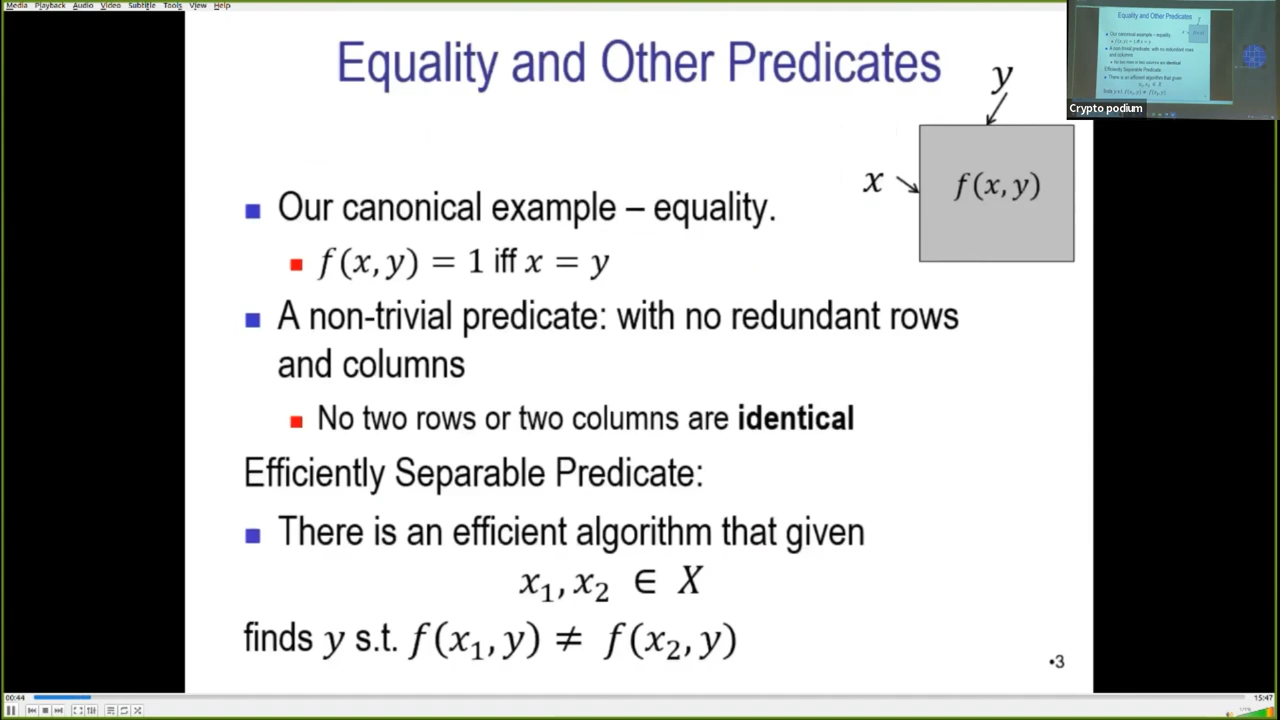 Media Playback Audio Video Subtitle Tools View Help
Equality and Other Predicates
Crypto podium
y
x
f(x, y)
■ Our canonical example – equality.
■ f(x, y) = 1 iff x = y
■ A non-trivial predicate: with no redundant rows
and columns
■ No two rows or two columns are identical
Efficiently Separable Predicate:
■ There is an efficient algorithm that given
x₁, x₂ ∈ X
finds y s.t. f(x₁, y) ≠ f(x₂, y)
•3
00:44
15:47